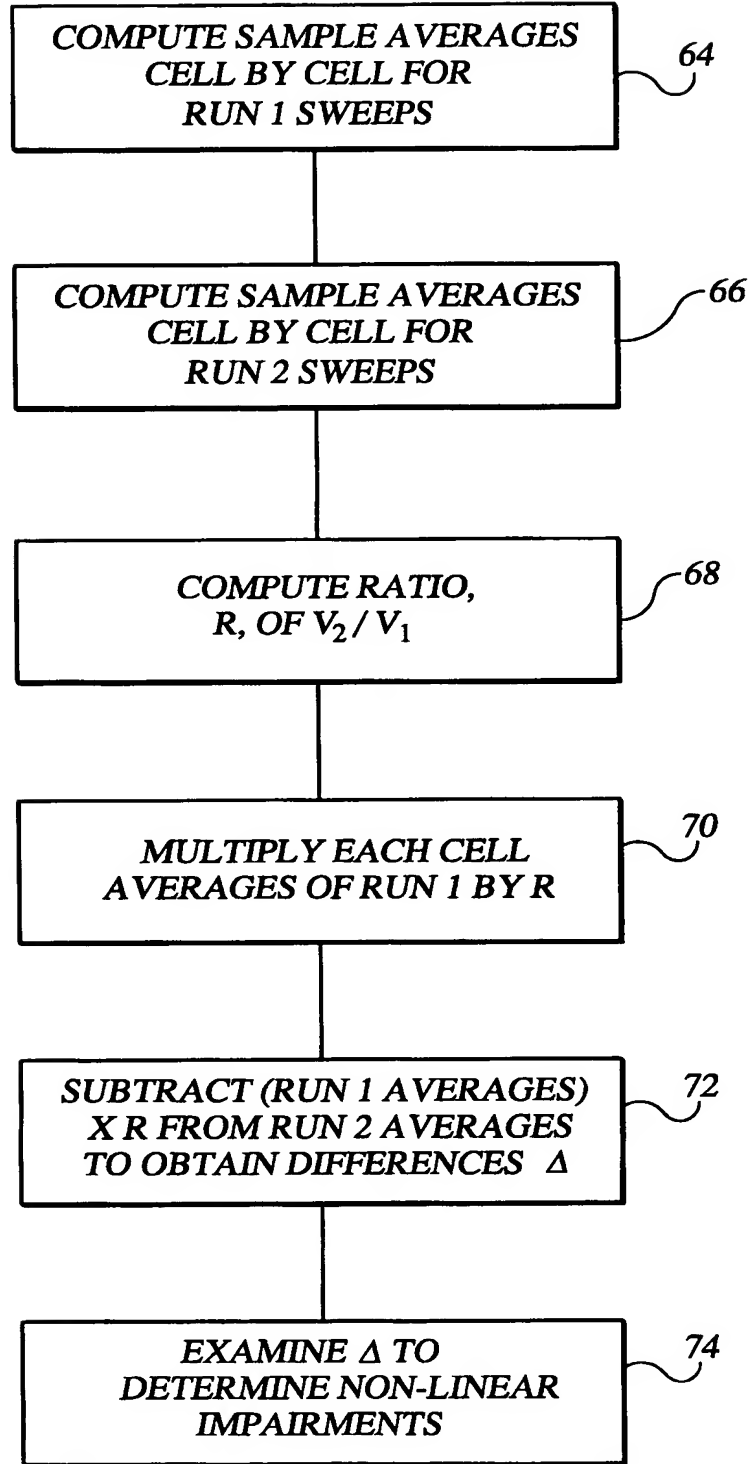 COMPUTE SAMPLE AVERAGES
CELL BY CELL FOR
RUN 1 SWEEPS
64
COMPUTE SAMPLE AVERAGES
CELL BY CELL FOR
RUN 2 SWEEPS
66
COMPUTE RATIO,
R, OF V₂ / V₁
68
MULTIPLY EACH CELL
AVERAGES OF RUN 1 BY R
70
SUBTRACT (RUN 1 AVERAGES)
X R FROM RUN 2 AVERAGES
TO OBTAIN DIFFERENCES Δ
72
EXAMINE Δ TO
DETERMINE NON-LINEAR
IMPAIRMENTS
74